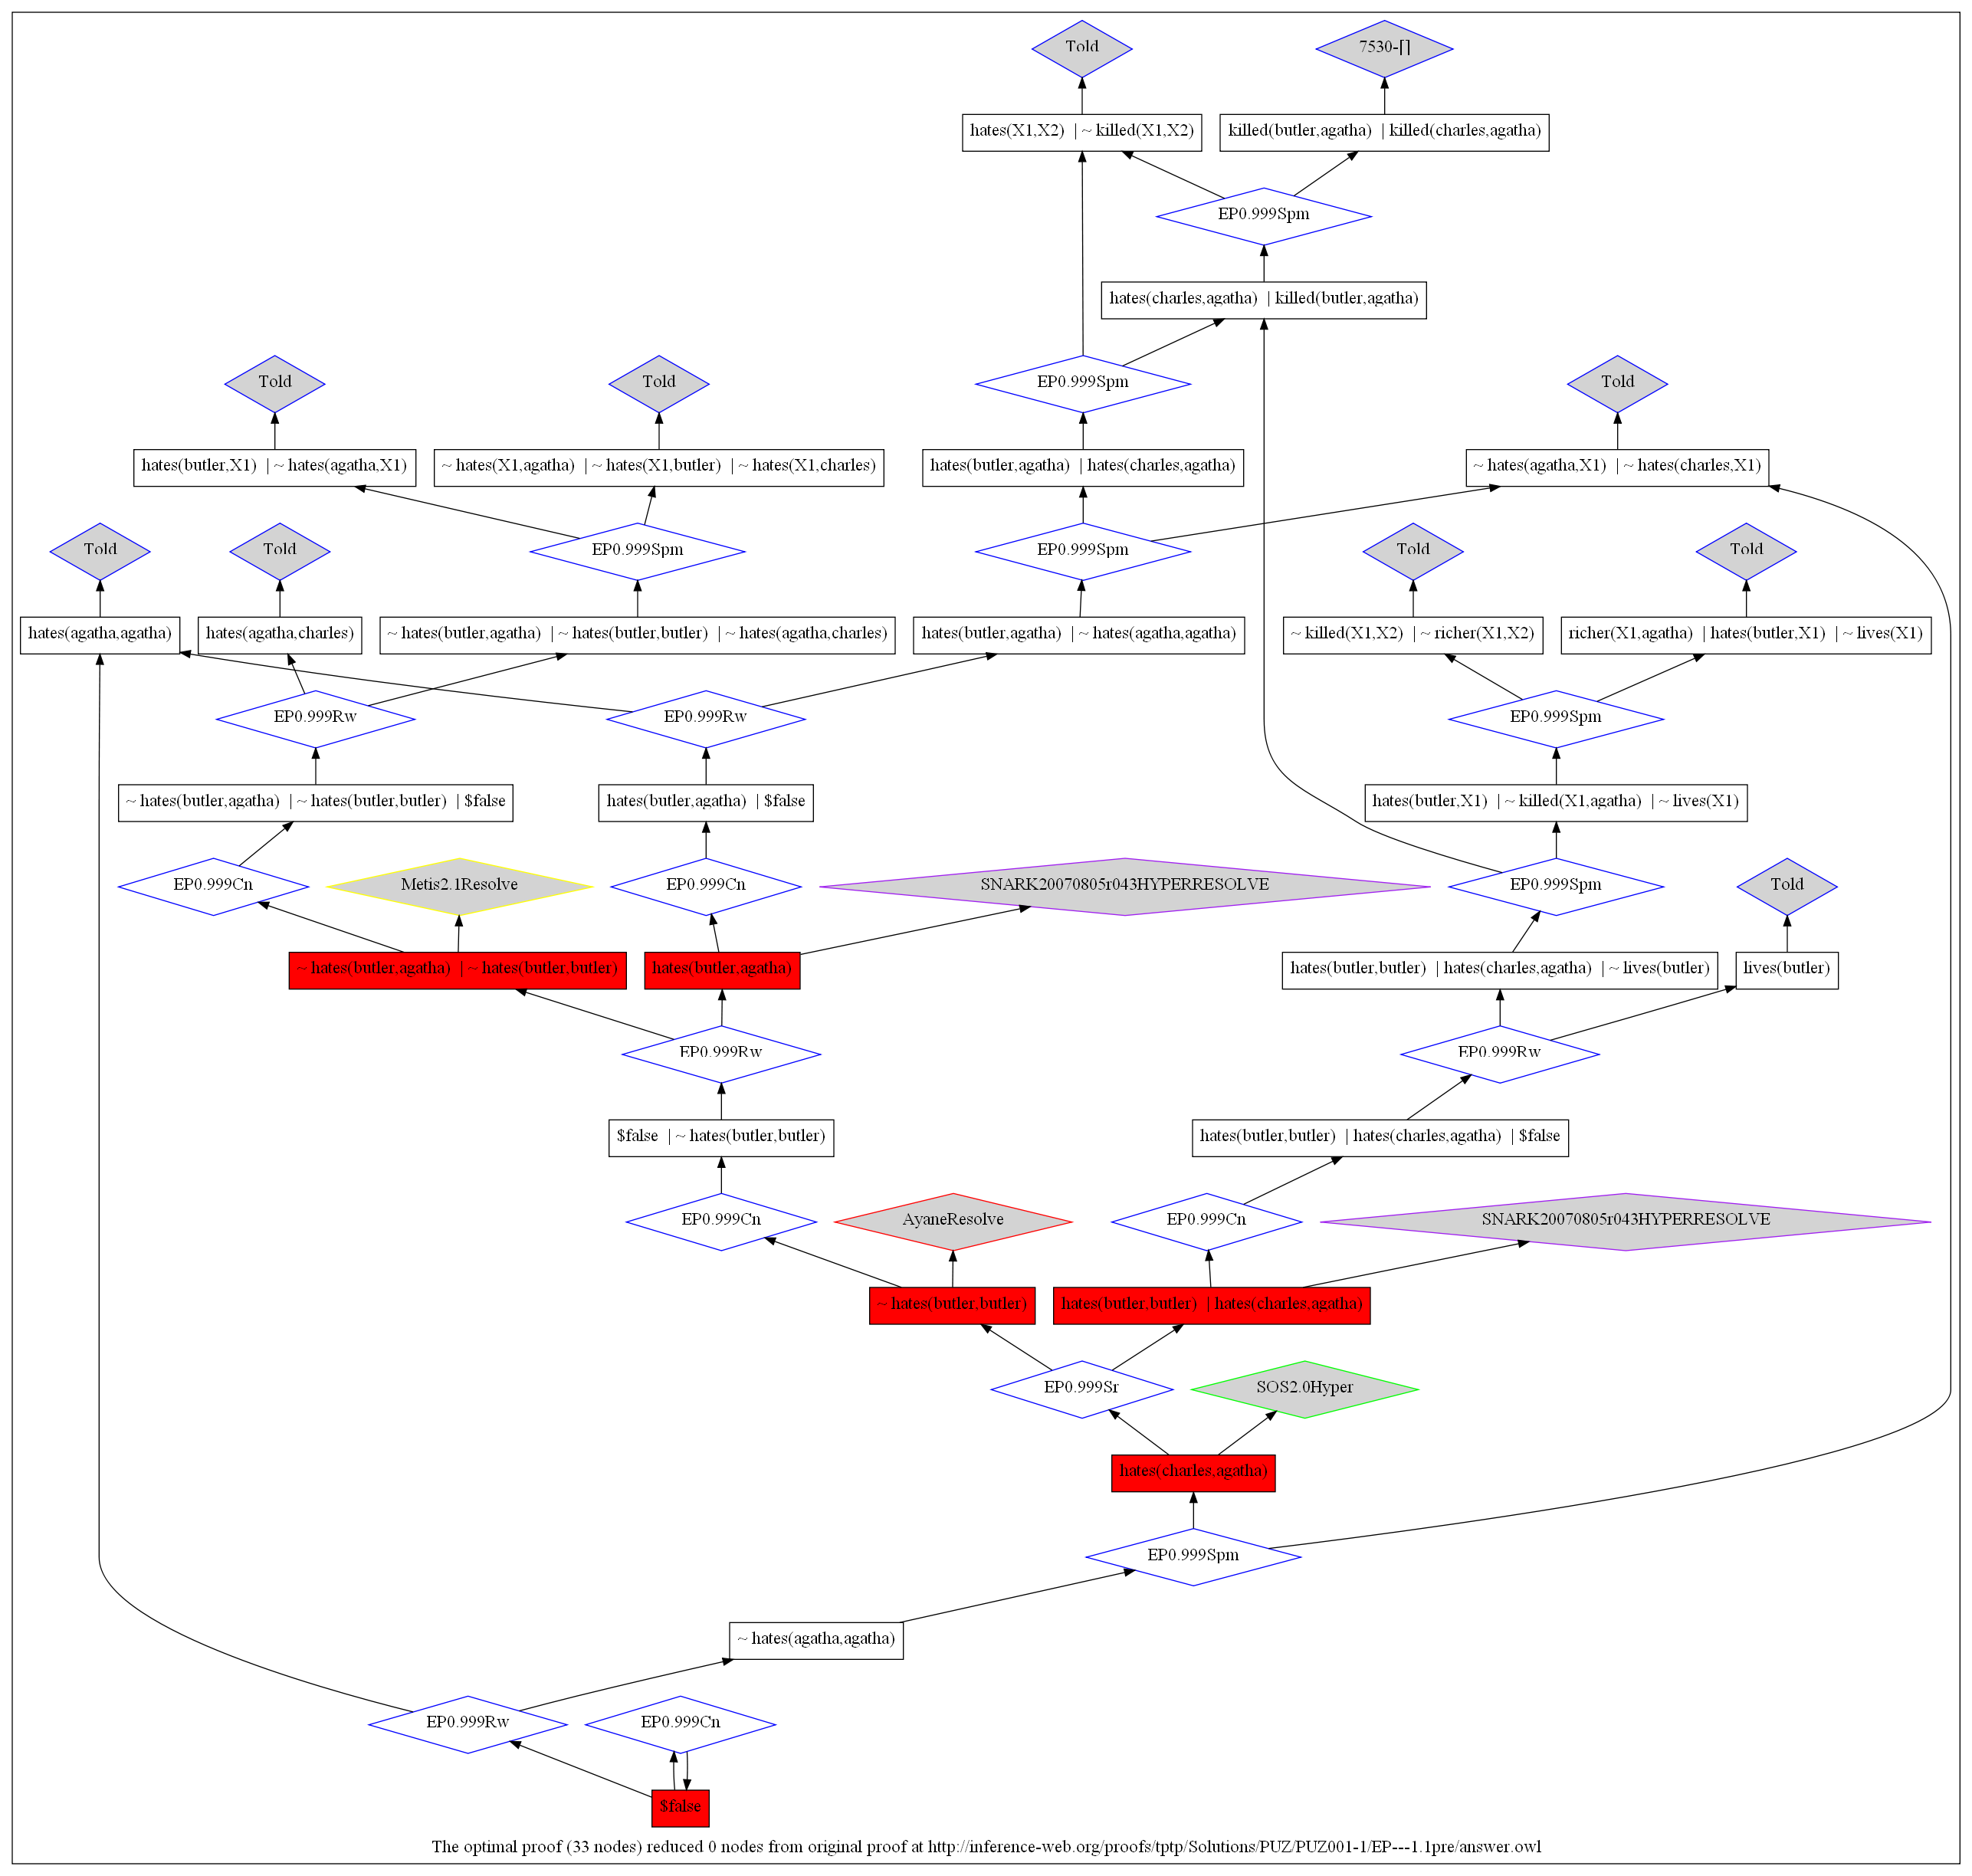 Told
7530-[]
hates(X1,X2) | ~ killed(X1,X2)
killed(butler,agatha) | killed(charles,agatha)
EP0.999Spm
hates(charles,agatha) | killed(butler,agatha)
Told
Told
EP0.999Spm
Told
hates(butler,X1) | ~ hates(agatha,X1)
~ hates(X1,agatha) | ~ hates(X1,butler) | ~ hates(X1,charles)
hates(butler,agatha) | hates(charles,agatha)
~ hates(agatha,X1) | ~ hates(charles,X1)
Told
Told
EP0.999Spm
EP0.999Spm
Told
Told
hates(agatha,agatha)
hates(agatha,charles)
~ hates(butler,agatha) | ~ hates(butler,butler) | ~ hates(agatha,charles)
hates(butler,agatha) | ~ hates(agatha,agatha)
~ killed(X1,X2) | ~ richer(X1,X2)
richer(X1,agatha) | hates(butler,X1) | ~ lives(X1)
EP0.999Rw
EP0.999Rw
EP0.999Spm
~ hates(butler,agatha) | ~ hates(butler,butler) | $false
hates(butler,agatha) | $false
hates(butler,X1) | ~ killed(X1,agatha) | ~ lives(X1)
EP0.999Cn
Metis2.1Resolve
EP0.999Cn
SNARK20070805r043HYPERRESOLVE
EP0.999Spm
Told
~ hates(butler,agatha) | ~ hates(butler,butler)
hates(butler,agatha)
hates(butler,butler) | hates(charles,agatha) | ~ lives(butler)
lives(butler)
EP0.999Rw
EP0.999Rw
$false | ~ hates(butler,butler)
hates(butler,butler) | hates(charles,agatha) | $false
EP0.999Cn
AyaneResolve
EP0.999Cn
SNARK20070805r043HYPERRESOLVE
~ hates(butler,butler)
hates(butler,butler) | hates(charles,agatha)
EP0.999Sr
SOS2.0Hyper
hates(charles,agatha)
EP0.999Spm
~ hates(agatha,agatha)
EP0.999Rw
EP0.999Cn
$false
The optimal proof (33 nodes) reduced 0 nodes from original proof at http://inference-web.org/proofs/tptp/Solutions/PUZ/PUZ001-1/EP---1.1pre/answer.owl